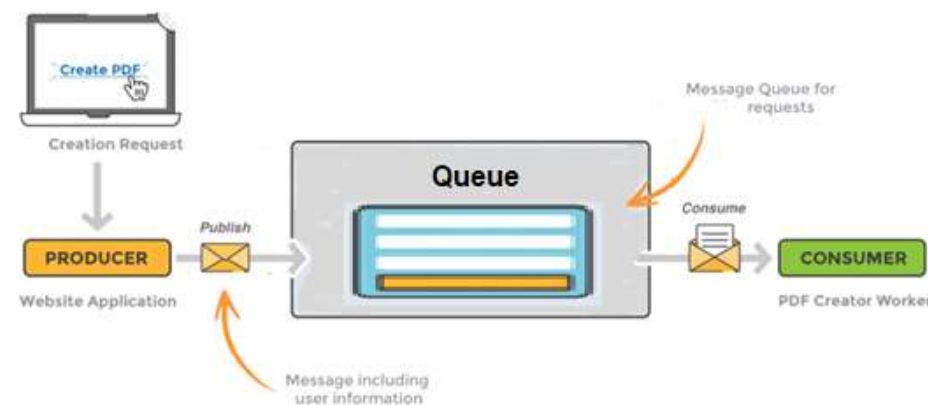 Create PDF
Creation Request
Message Queue for
requests
Queue
Publish
Consume
PRODUCER
CONSUMER
Website Application
PDF Creator Worker
Message including
user information